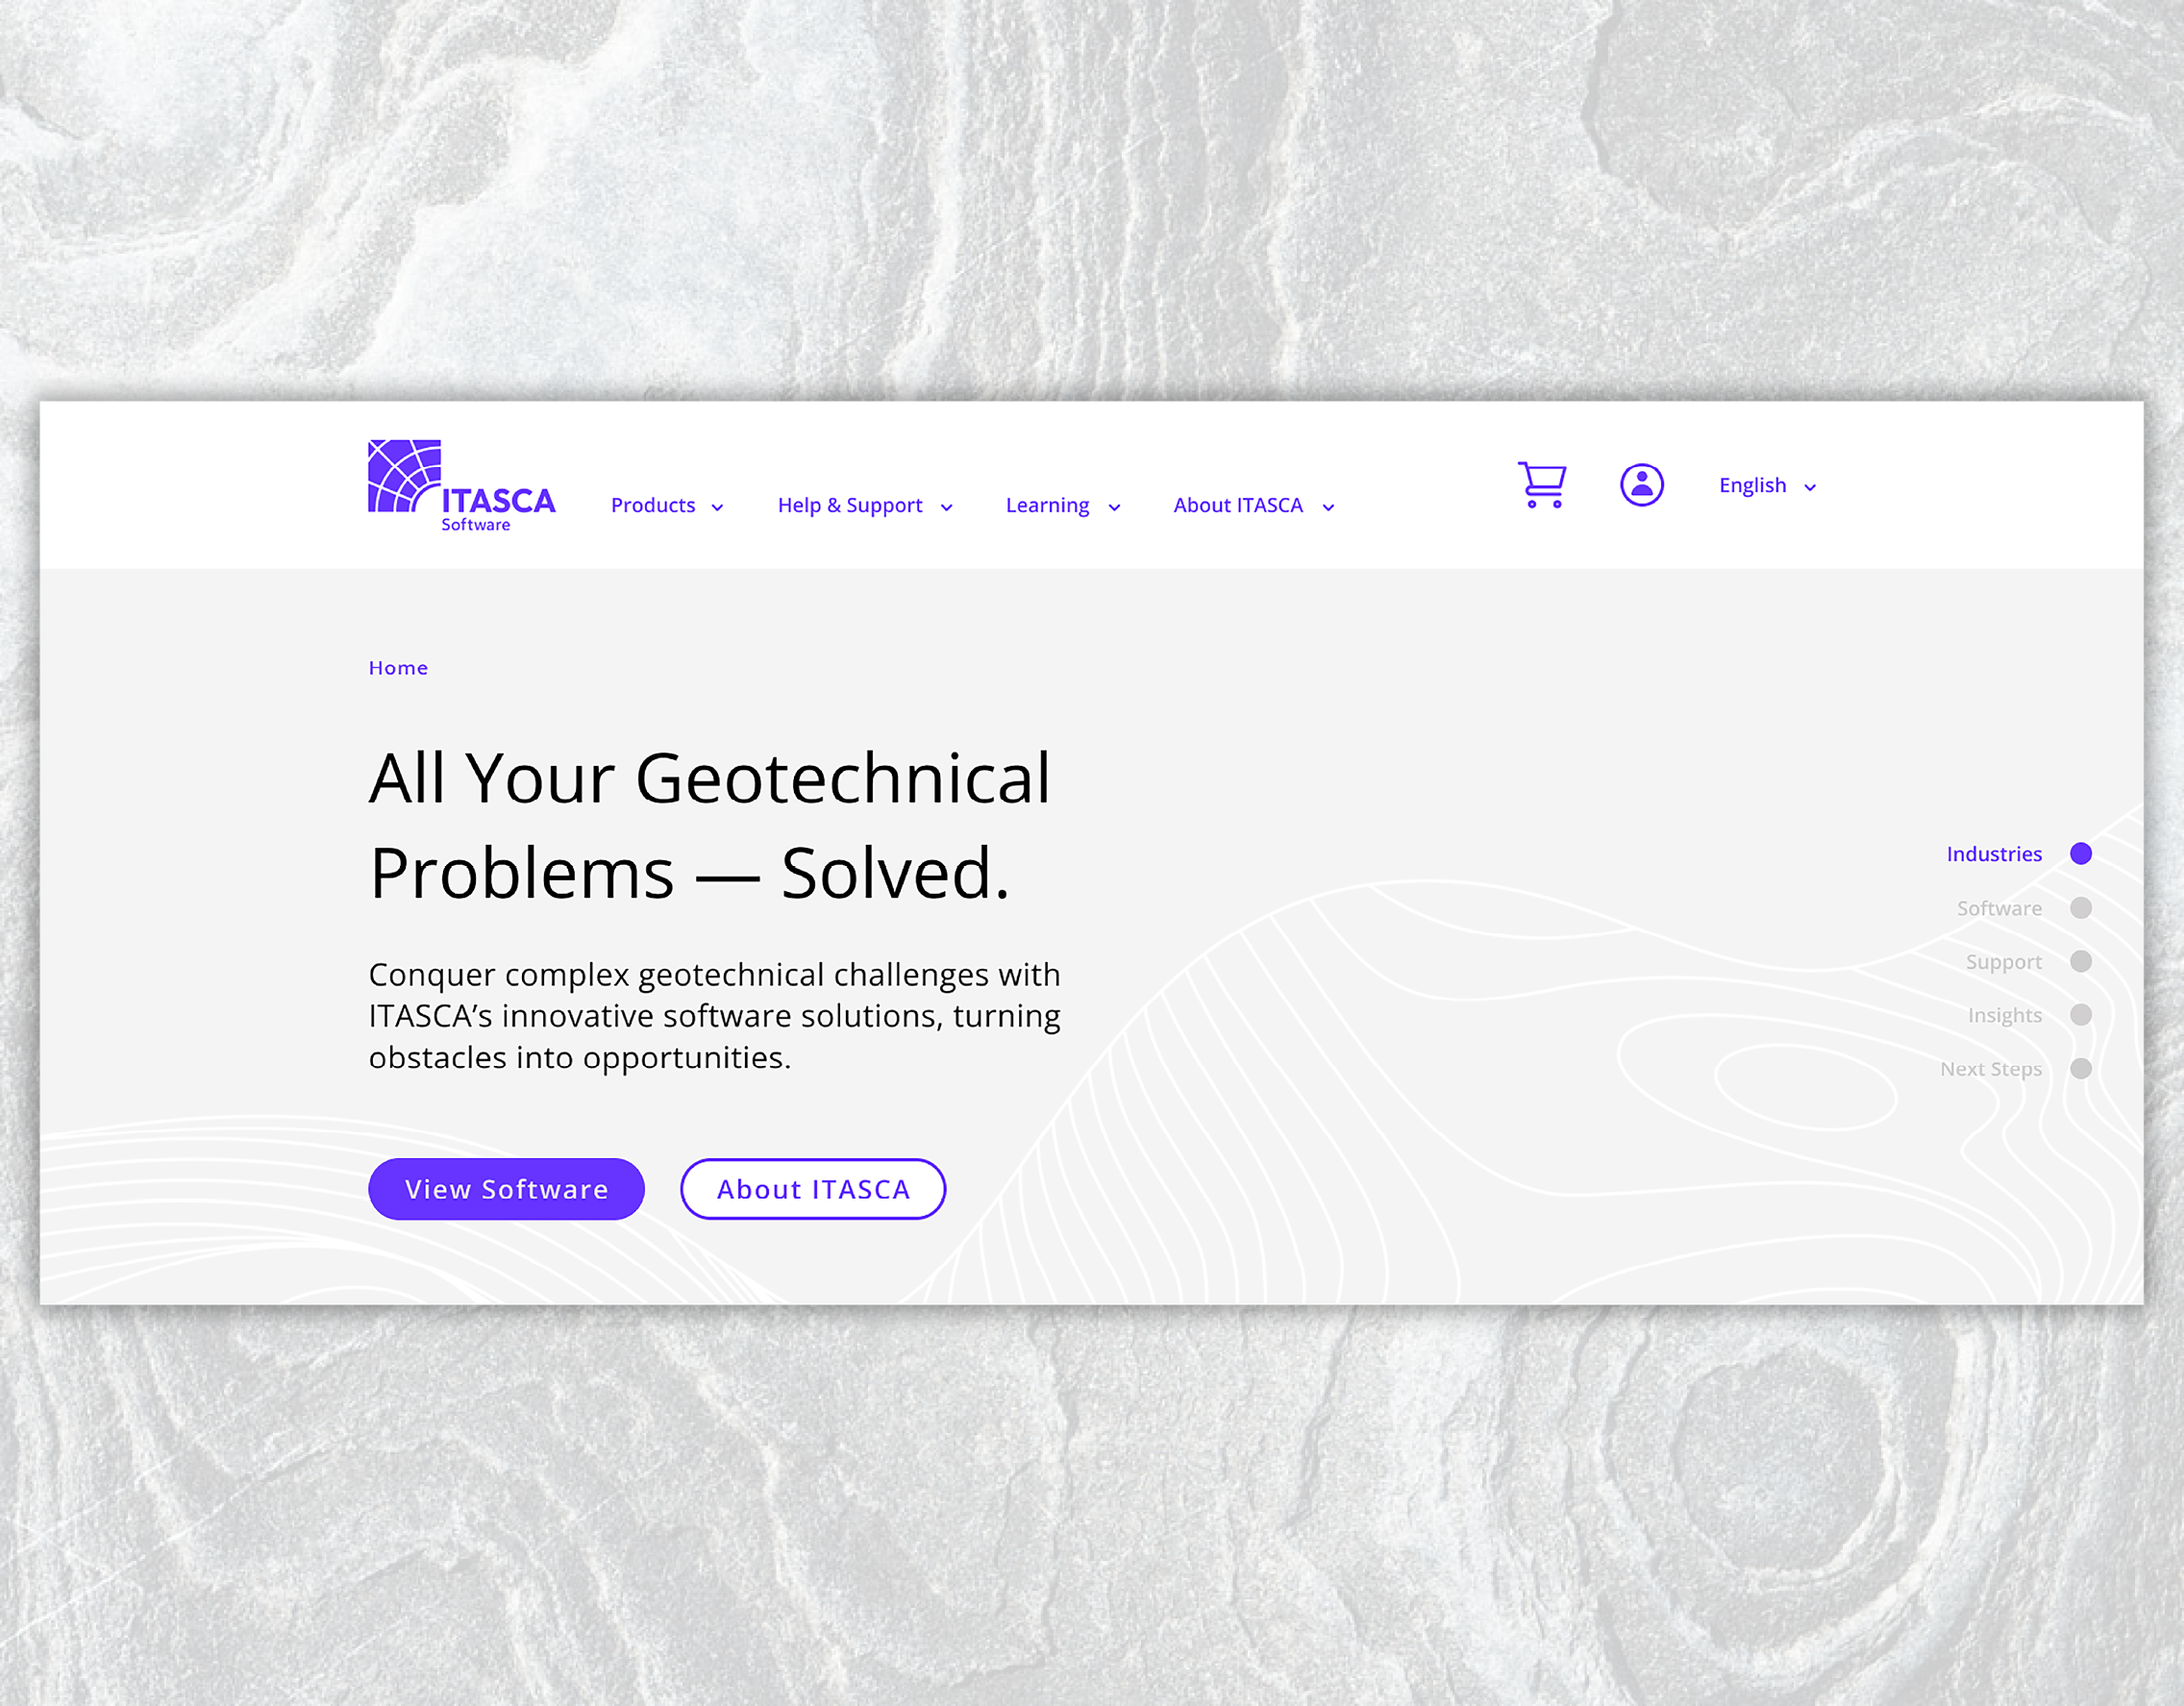 ITASCA
Software
Products
Help & Support
Learning
About ITASCA
English
Home
All Your Geotechnical
Problems — Solved.
Conquer complex geotechnical challenges with
ITASCA’s innovative software solutions, turning
obstacles into opportunities.
View Software
About ITASCA
Industries
Software
Support
Insights
Next Steps